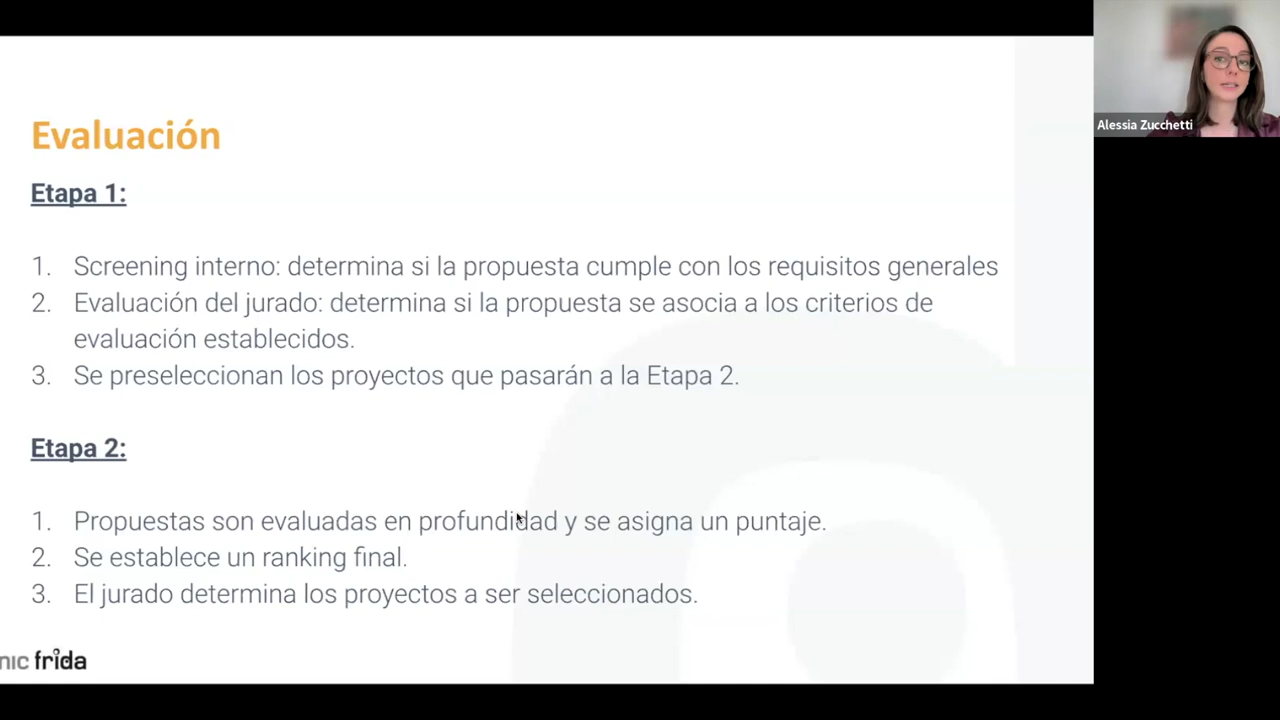 Evaluación
Etapa 1:
1. Screening interno: determina si la propuesta cumple con los requisitos generales
2. Evaluación del jurado: determina si la propuesta se asocia a los criterios de
evaluación establecidos.
3. Se preseleccionan los proyectos que pasarán a la Etapa 2.
Etapa 2:
1. Propuestas son evaluadas en profundidad y se asigna un puntaje.
2. Se establece un ranking final.
3. El jurado determina los proyectos a ser seleccionados.
nic frida
Alessia Zucchetti